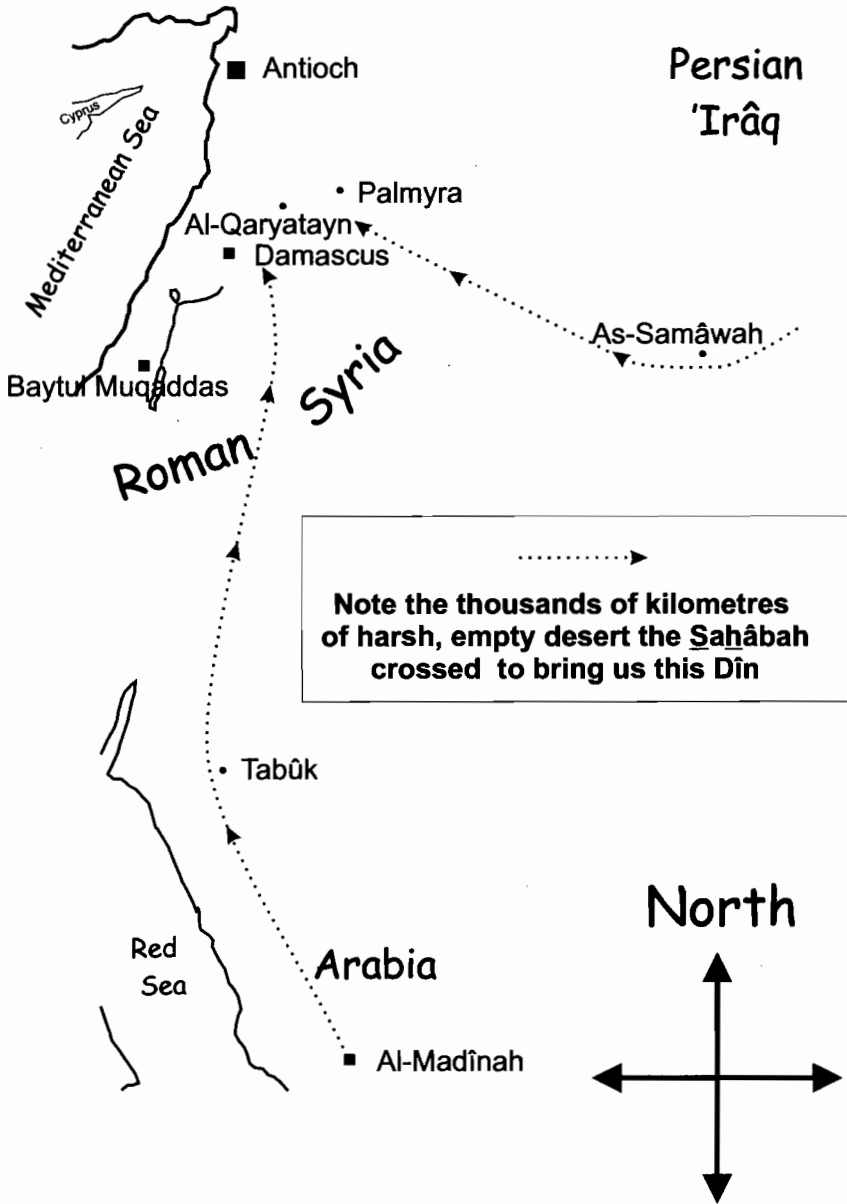 Antioch
Persian
'Irâq
Cyprus
Mediterranean Sea
Palmyra
Al-Qaryatayn
Damascus
As-Samâwah
Baytul Muqaddas
Roman Syria
Note the thousands of kilometres
of harsh, empty desert the Sahâbah
crossed to bring us this Dîn
Tabûk
North
Red
Sea
Arabia
Al-Madînah